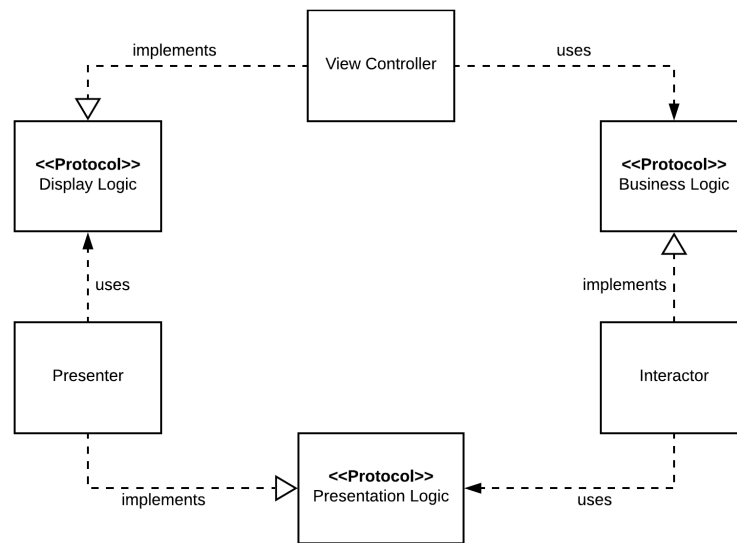 implements
View Controller
uses
<<Protocol>>
Display Logic
<<Protocol>>
Business Logic
uses
implements
Presenter
Interactor
<<Protocol>>
Presentation Logic
implements
uses